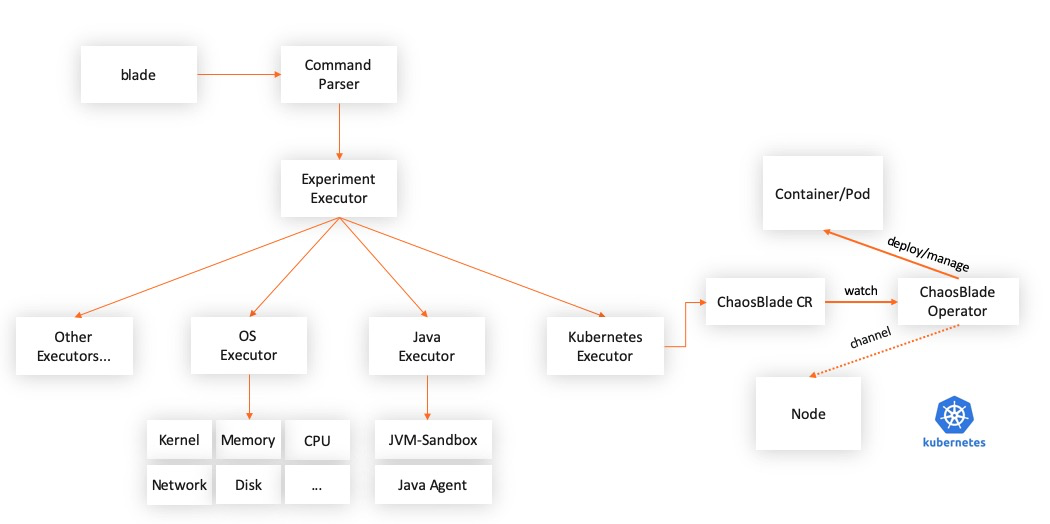 blade
Command
Parser
Experiment
Executor
Container/Pod
deploy/manage
ChaosBlade CR
watch
ChaosBlade
Operator
channel
Other
Executors...
OS
Executor
Java
Executor
Kubernetes
Executor
Node
kubernetes
Kernel
Memory
CPU
JVM-Sandbox
Network
Disk
...
Java Agent